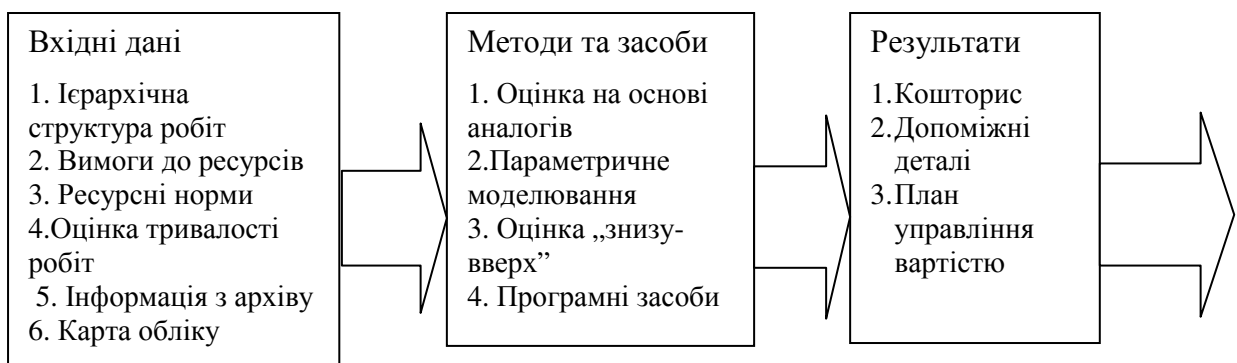 Вхідні дані
1. Ієрархічна
структура робіт
2. Вимоги до ресурсів
3. Ресурсні норми
4.Оцінка тривалості
робіт
5. Інформація з архіву
6. Карта обліку
Методи та засоби
1. Оцінка на основі
аналогів
2.Параметричне
моделювання
3. Оцінка „знизу-
вверх”
4. Програмні засоби
Результати
1.Кошторис
2.Допоміжні
деталі
3.План
управління
вартістю